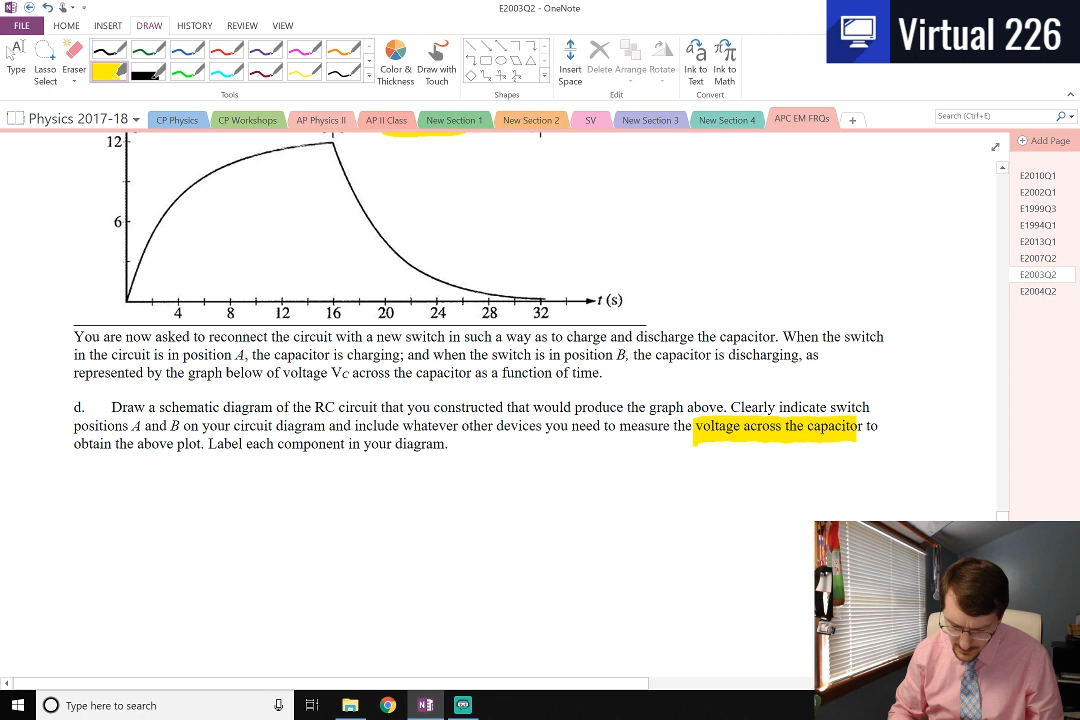 E2003Q2 - OneNote
Virtual 226
FILE HOME INSERT DRAW HISTORY REVIEW VIEW
Type Lasso Select Eraser Color & Thickness Draw with Touch Insert Space Delete Arrange Rotate Ink to Text Ink to Math
Tools Shapes Edit Convert
Physics 2017-18 CP Physics CP Workshops AP Physics II AP II Class New Section 1 New Section 2 SV New Section 3 New Section 4 APC EM FRQs Search (Ctrl+E)
Add Page
E2010Q1
E2002Q1
E1999Q3
E1994Q1
E2013Q1
E2007Q2
E2003Q2
E2004Q2
12
6
4 8 12 16 20 24 28 32 t (s)
You are now asked to reconnect the circuit with a new switch in such a way as to charge and discharge the capacitor. When the switch
in the circuit is in position A, the capacitor is charging; and when the switch is in position B, the capacitor is discharging, as
represented by the graph below of voltage VC across the capacitor as a function of time.
d. Draw a schematic diagram of the RC circuit that you constructed that would produce the graph above. Clearly indicate switch
positions A and B on your circuit diagram and include whatever other devices you need to measure the voltage across the capacitor to
obtain the above plot. Label each component in your diagram.
Type here to search